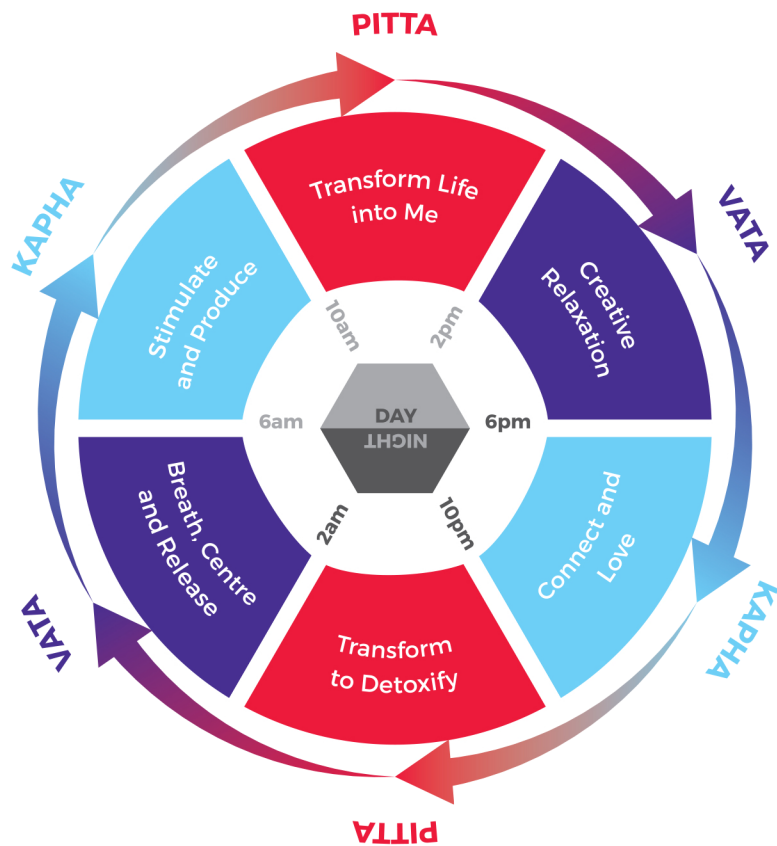 PITTA
VATA
KAPHA
PITTA
VATA
KAPHA
Transform Life
into Me
Creative
Relaxation
Connect and
Love
Transform
to Detoxify
Breath, Centre
and Release
Stimulate
and Produce
10am
2pm
6pm
10pm
2am
6am
DAY
NIGHT